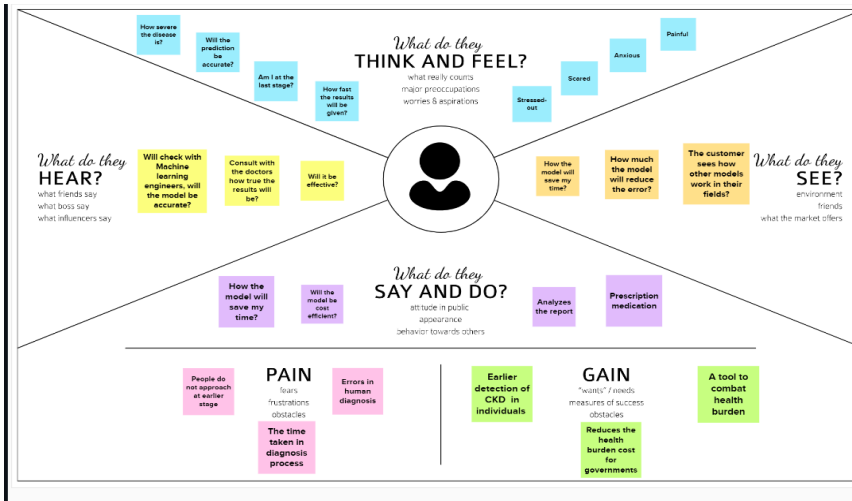 How severe
the disease
is?
Will the
prediction
be
accurate?
Am I at the
last stage?
How fast
the results
will be
given?
What do they
THINK AND FEEL?
what really counts
major preoccupations
worries & aspirations
Stressed-
out
Scared
Anxious
Painful
What do they
HEAR?
what friends say
what boss say
what influencers say
Will check with
Machine
learning
engineers, will
the model be
accurate?
Consult with
the doctors
how true the
results will
be?
Will it be
effective?
How the
model will
save my
time?
How much
the model
will reduce
the error?
The customer
sees how
other models
work in their
fields?
What do they
SEE?
environment
friends
what the market offers
How the
model will
save my
time?
Will the
model be
cost
efficient?
What do they
SAY AND DO?
attitude in public
appearance
behavior towards others
Analyzes
the report
Prescription
medication
People do
not approach
at earlier
stage
PAIN
fears
frustrations
obstacles
Errors in
human
diagnosis
The time
taken in
diagnosis
process
Earlier
detection of
CKD in
individuals
GAIN
"wants" / needs
measures of success
obstacles
Reduces the
health
burden cost
for
governments
A tool to
combat
health
burden